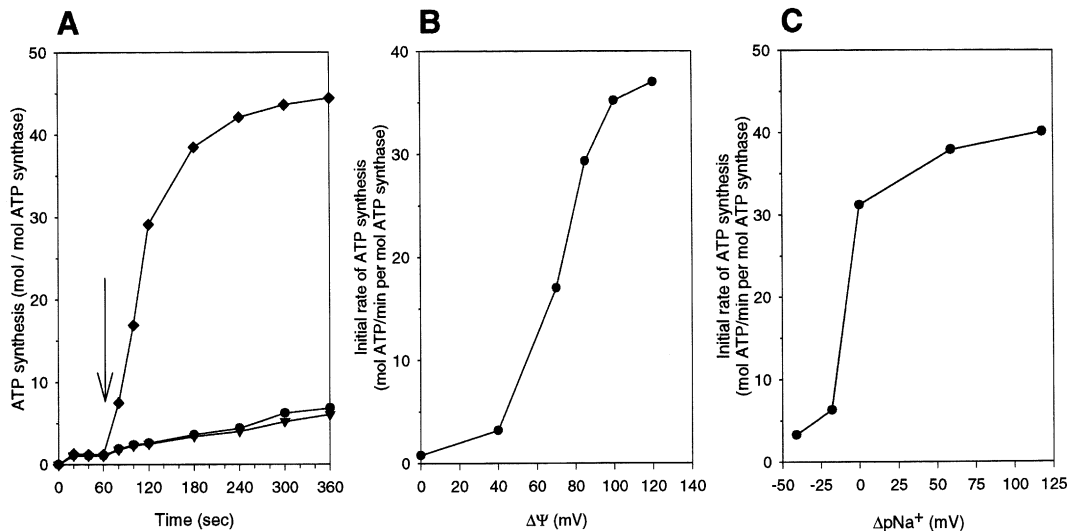 A
ATP synthesis (mol / mol ATP synthase)
50
40
30
20
10
0
0 60 120 180 240 300 360
Time (sec)
B
Initial rate of ATP synthesis
(mol ATP/min per mol ATP synthase)
40
30
20
10
0
0 20 40 60 80 100 120 140
ΔΨ (mV)
C
Initial rate of ATP synthesis
(mol ATP/min per mol ATP synthase)
50
40
30
20
10
0
-50 -25 0 25 50 75 100 125
ΔpNa⁺ (mV)